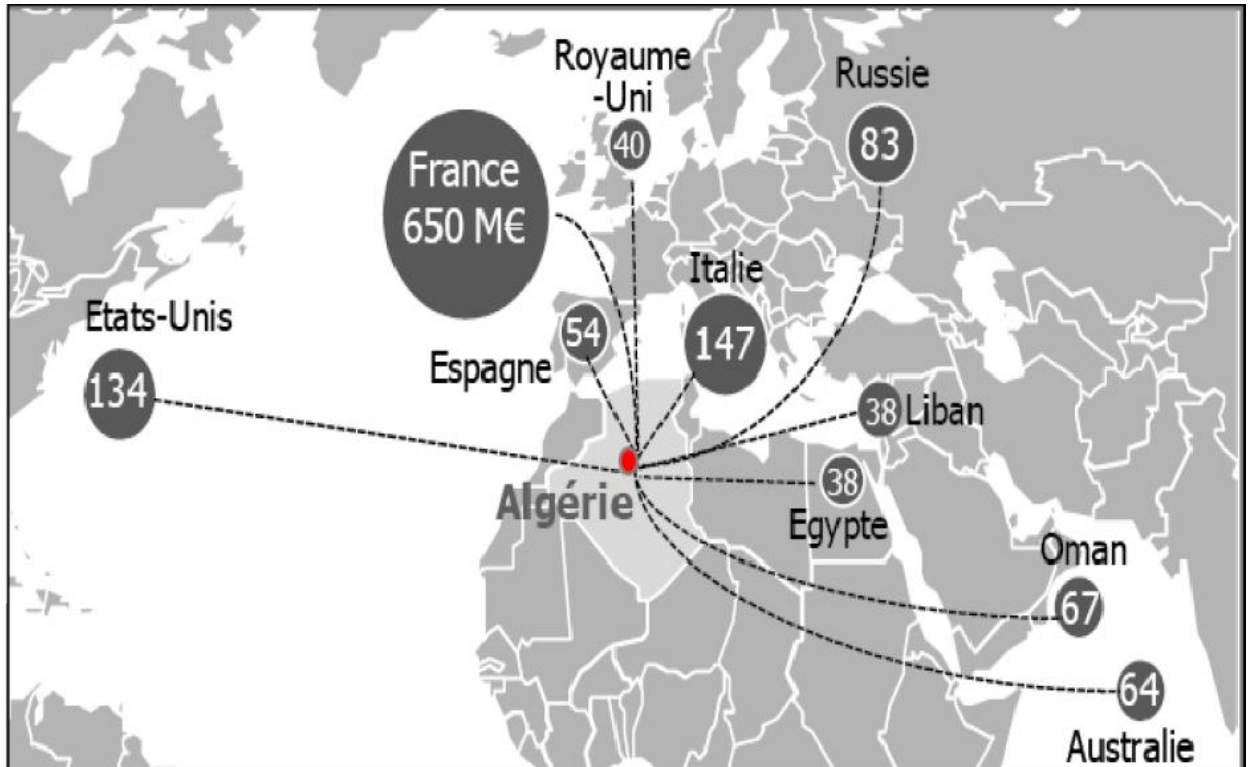 Royaume
-Uni
40
Russie
83
France
650 M€
Italie
147
Etats-Unis
134
54
Espagne
38 Liban
Algérie
38
Egypte
Oman
67
64
Australie